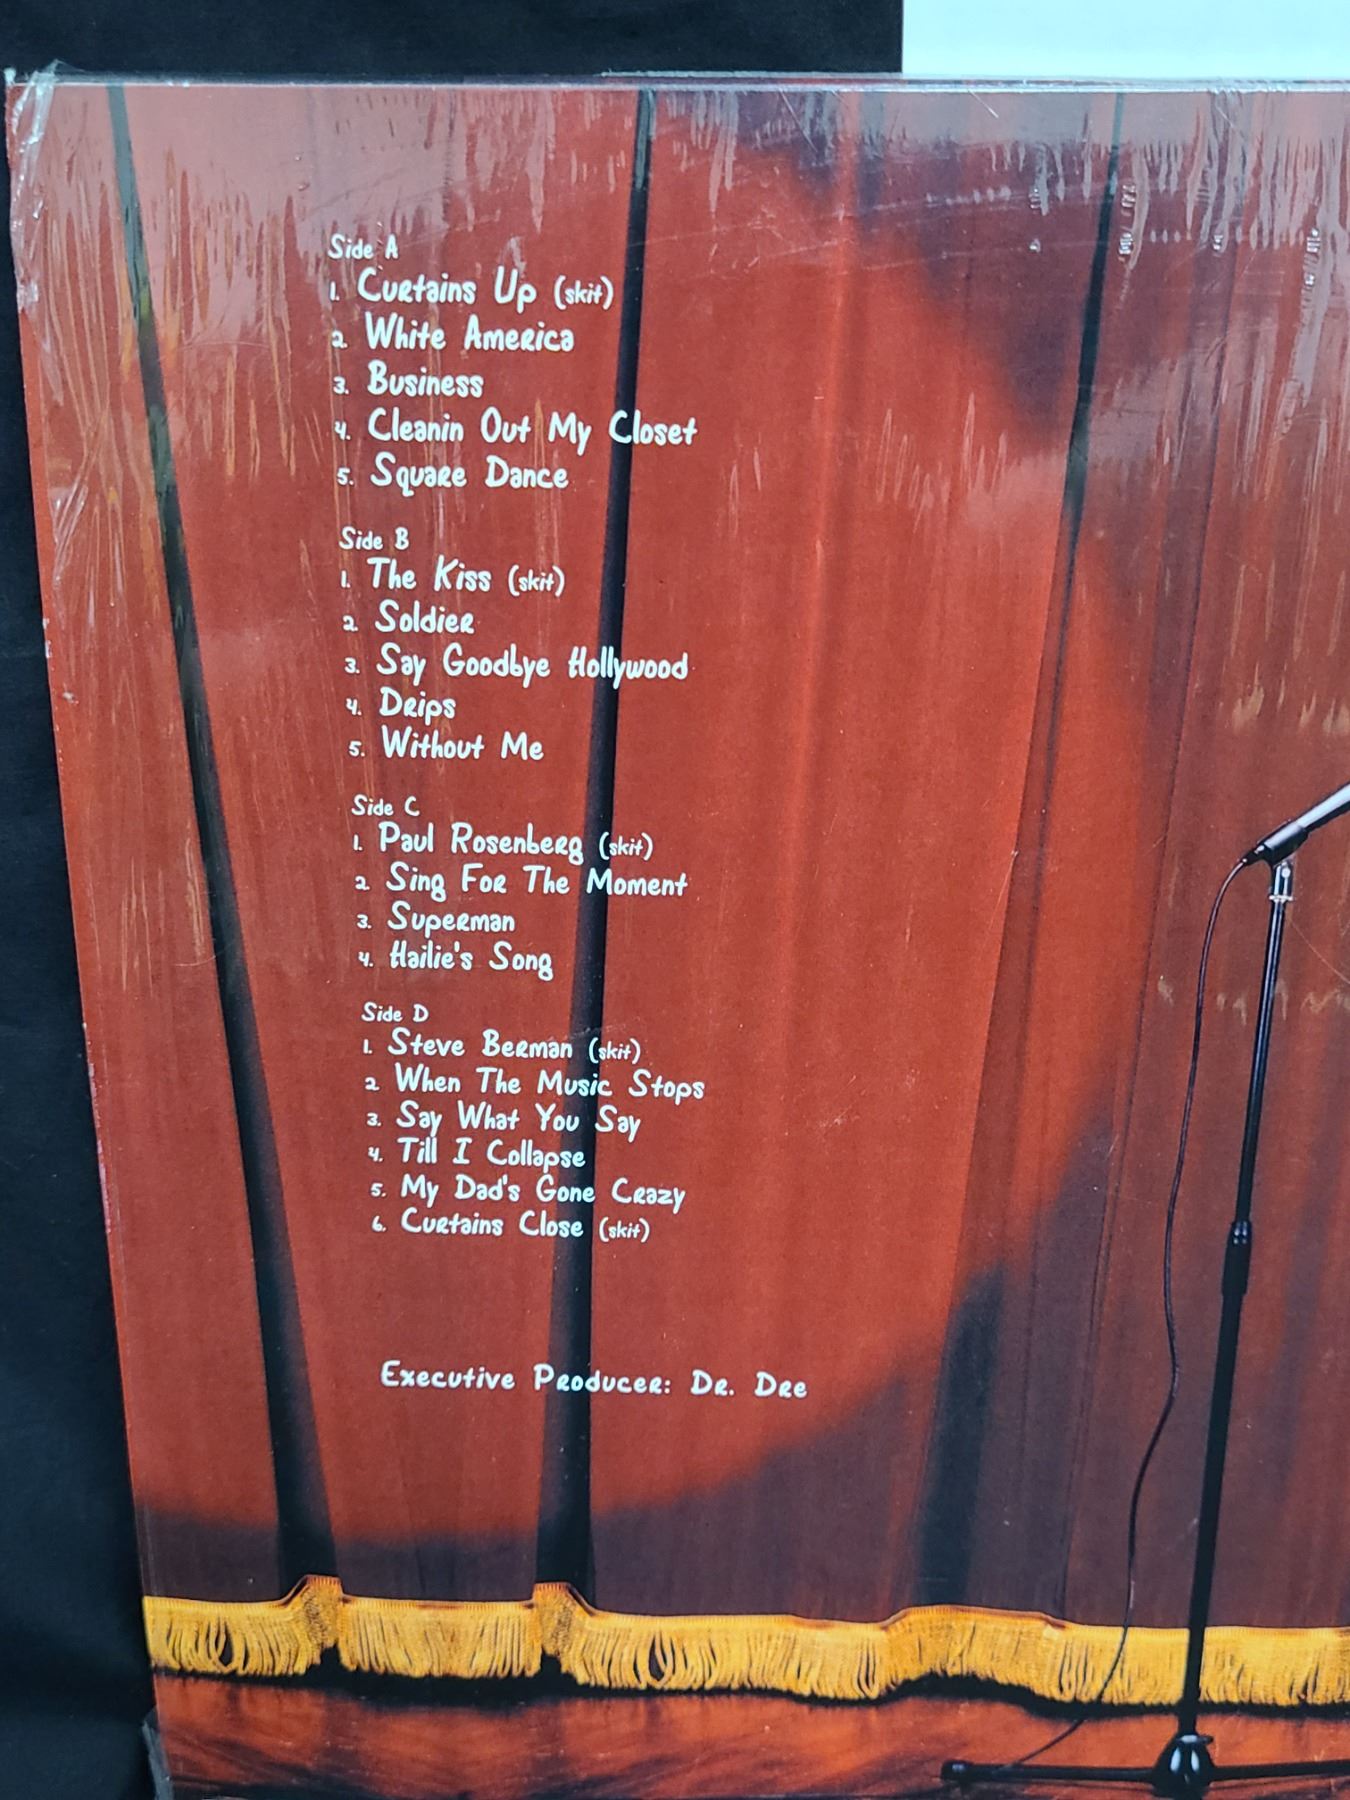 Side A
1. Curtains Up (skit)
2. White America
3. Business
4. Cleanin Out My Closet
5. Square Dance
Side B
1. The Kiss (skit)
2. Soldier
3. Say Goodbye Hollywood
4. Drips
5. Without Me
Side C
1. Paul Rosenberg (skit)
2. Sing For The Moment
3. Superman
4. Hailie's Song
Side D
1. Steve Berman (skit)
2. When The Music Stops
3. Say What You Say
4. Till I Collapse
5. My Dad's Gone Crazy
6. Curtains Close (skit)
Executive Producer: Dr. Dre